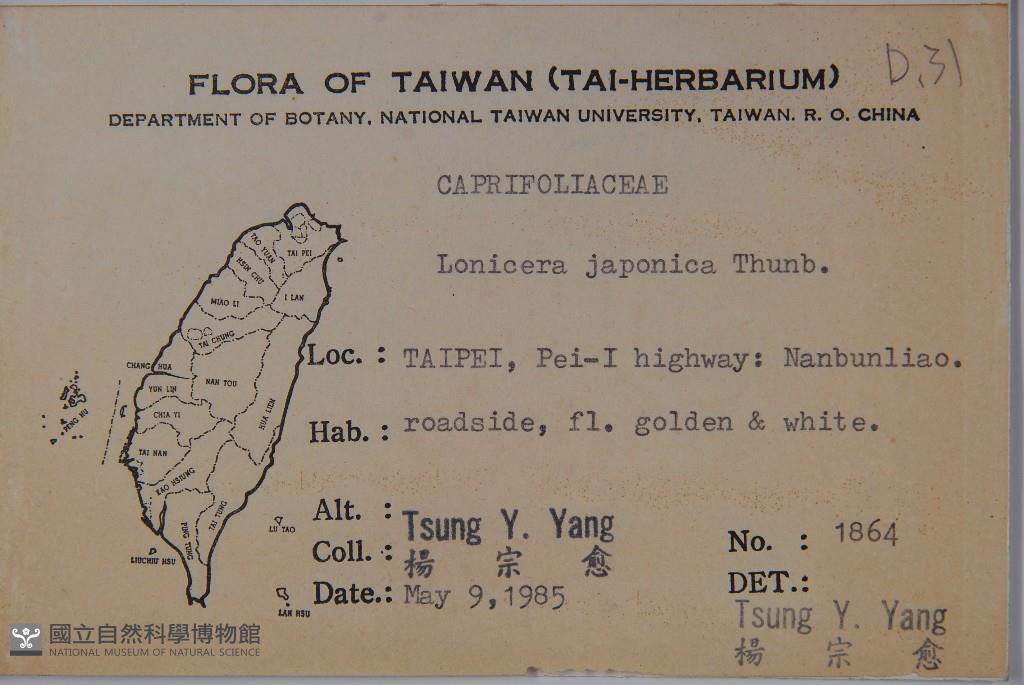 D.31
FLORA OF TAIWAN (TAI-HERBARIUM)
DEPARTMENT OF BOTANY, NATIONAL TAIWAN UNIVERSITY, TAIWAN. R. O. CHINA
CAPRIFOLIACEAE
Lonicera japonica Thunb.
Loc. : TAIPEI, Pei-I highway: Nanbunliao.
Hab. : roadside, fl. golden & white.
Alt. :
Coll. : Tsung Y. Yang
楊 宗 愈
Date.: May 9,1985
No. : 1864
DET.:
Tsung Y. Yang
楊 宗 愈
TAO YUAN
TAI PEI
HSIN CHU
I LAN
MIAO LI
TAI CHUNG
CHANG HUA
NAN TOU
YUN LIN
HUA LIEN
CHIA YI
PENG HU
TAI NAN
KAO HSIUNG
TAI TUNG
PING TUNG
LU TAO
LIUCHIU HSU
LAN HSU
國立自然科學博物館
NATIONAL MUSEUM OF NATURAL SCIENCE